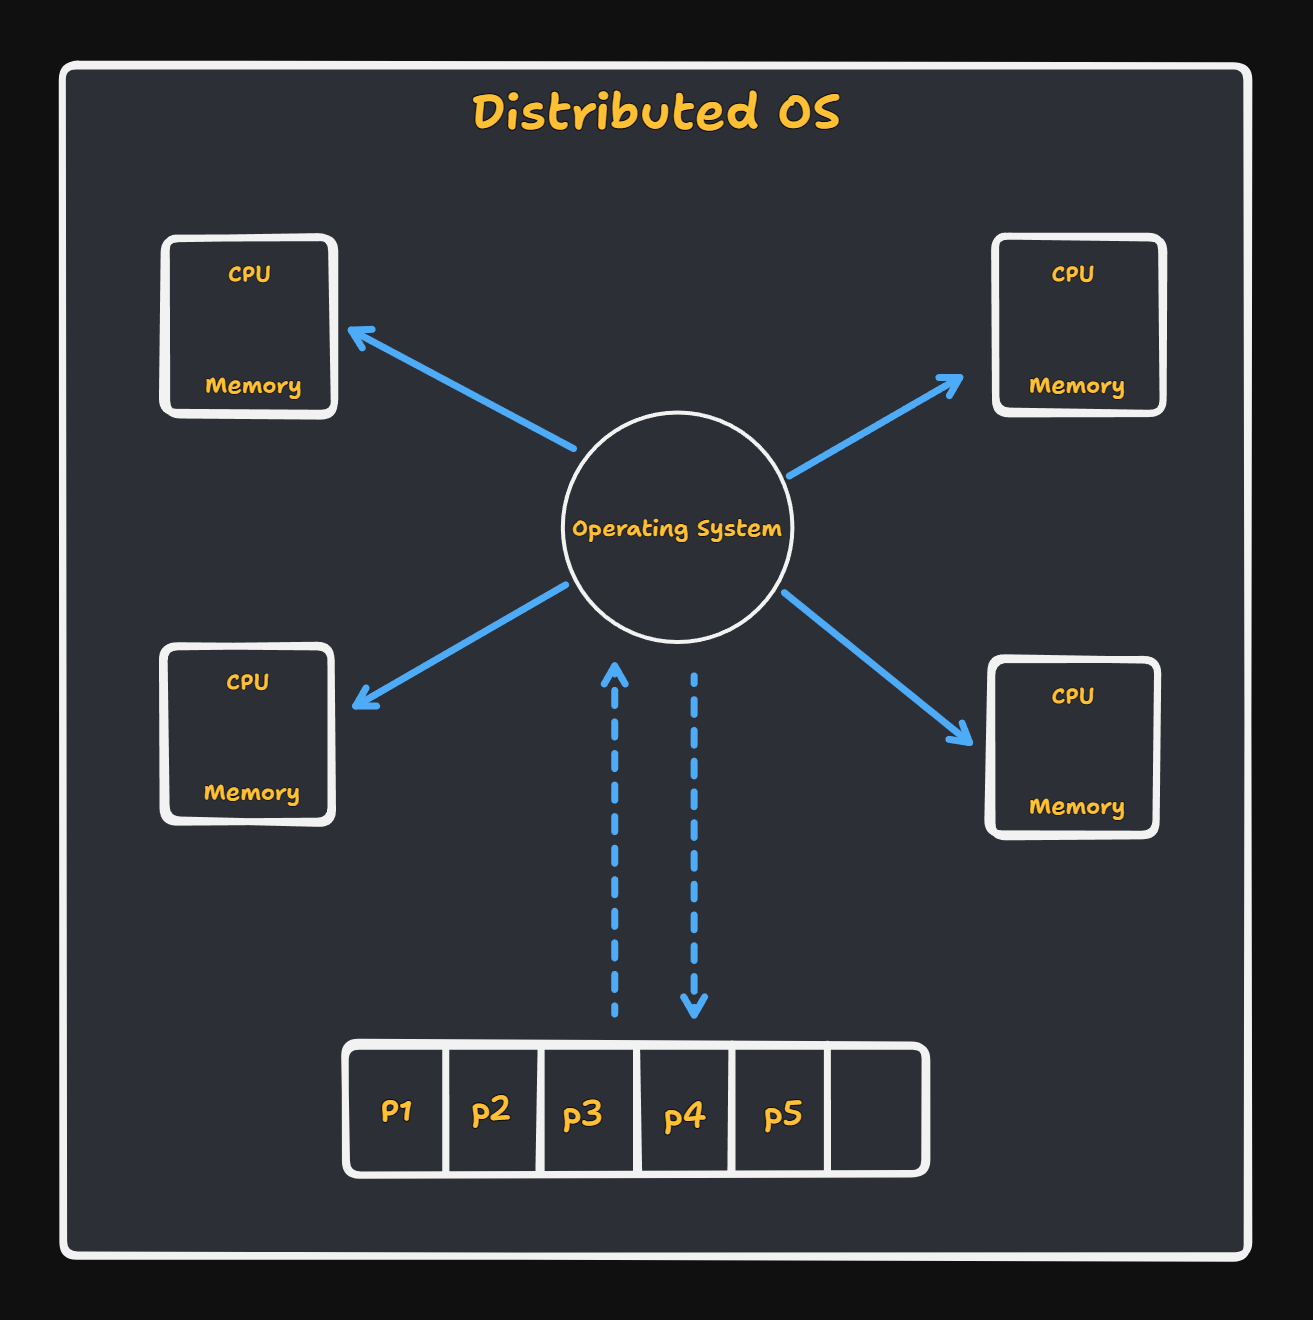 Distributed OS
CPU
Memory
CPU
Memory
Operating System
CPU
Memory
CPU
Memory
P1
p2
p3
p4
p5